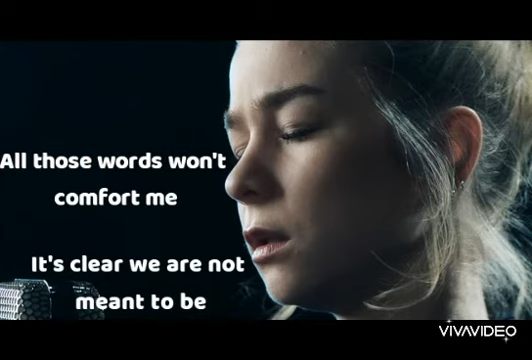 All those words won't
comfort me
It's clear we are not
meant to be
VIVAVIDEO